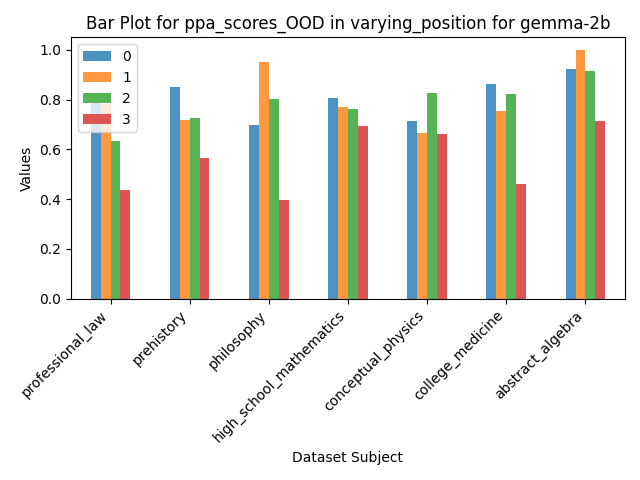 Bar Plot for ppa_scores_OOD in varying_position for gemma-2b
0
1
2
3
1.0
0.8
0.6
0.4
0.2
0.0
Values
professional_law
prehistory
philosophy
high_school_mathematics
conceptual_physics
college_medicine
abstract_algebra
Dataset Subject